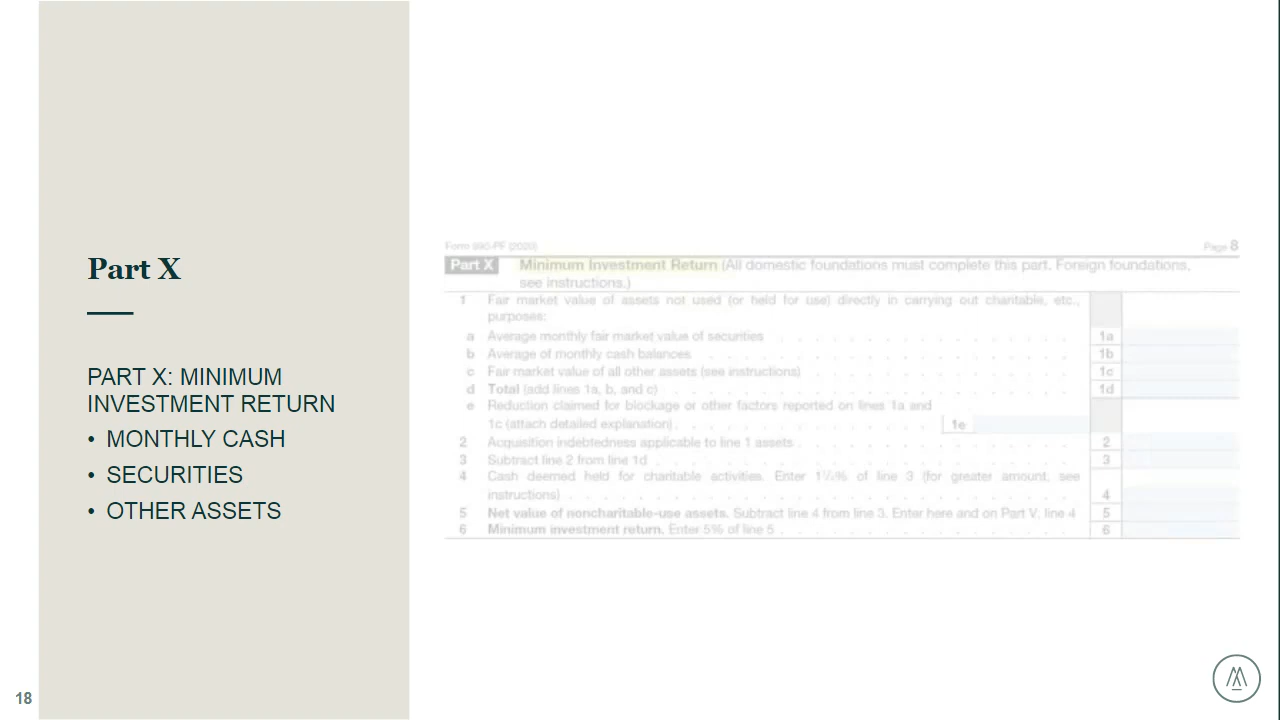 Part X
PART X: MINIMUM
INVESTMENT RETURN
• MONTHLY CASH
• SECURITIES
• OTHER ASSETS
Form 990-PF (2020)
Page 8
Part X Minimum Investment Return (All domestic foundations must complete this part. Foreign foundations,
see instructions.)
1 Fair market value of assets not used (or held for use) directly in carrying out charitable, etc.,
purposes:
a Average monthly fair market value of securities 1a
b Average of monthly cash balances 1b
c Fair market value of all other assets (see instructions) 1c
d Total (add lines 1a, b, and c) 1d
e Reduction claimed for blockage or other factors reported on lines 1a and
1c (attach detailed explanation) 1e
2 Acquisition indebtedness applicable to line 1 assets 2
3 Subtract line 2 from line 1d 3
4 Cash deemed held for charitable activities. Enter 1½% of line 3 (for greater amount, see
instructions) 4
5 Net value of noncharitable-use assets. Subtract line 4 from line 3. Enter here and on Part V, line 4 5
6 Minimum investment return. Enter 5% of line 5 6
18